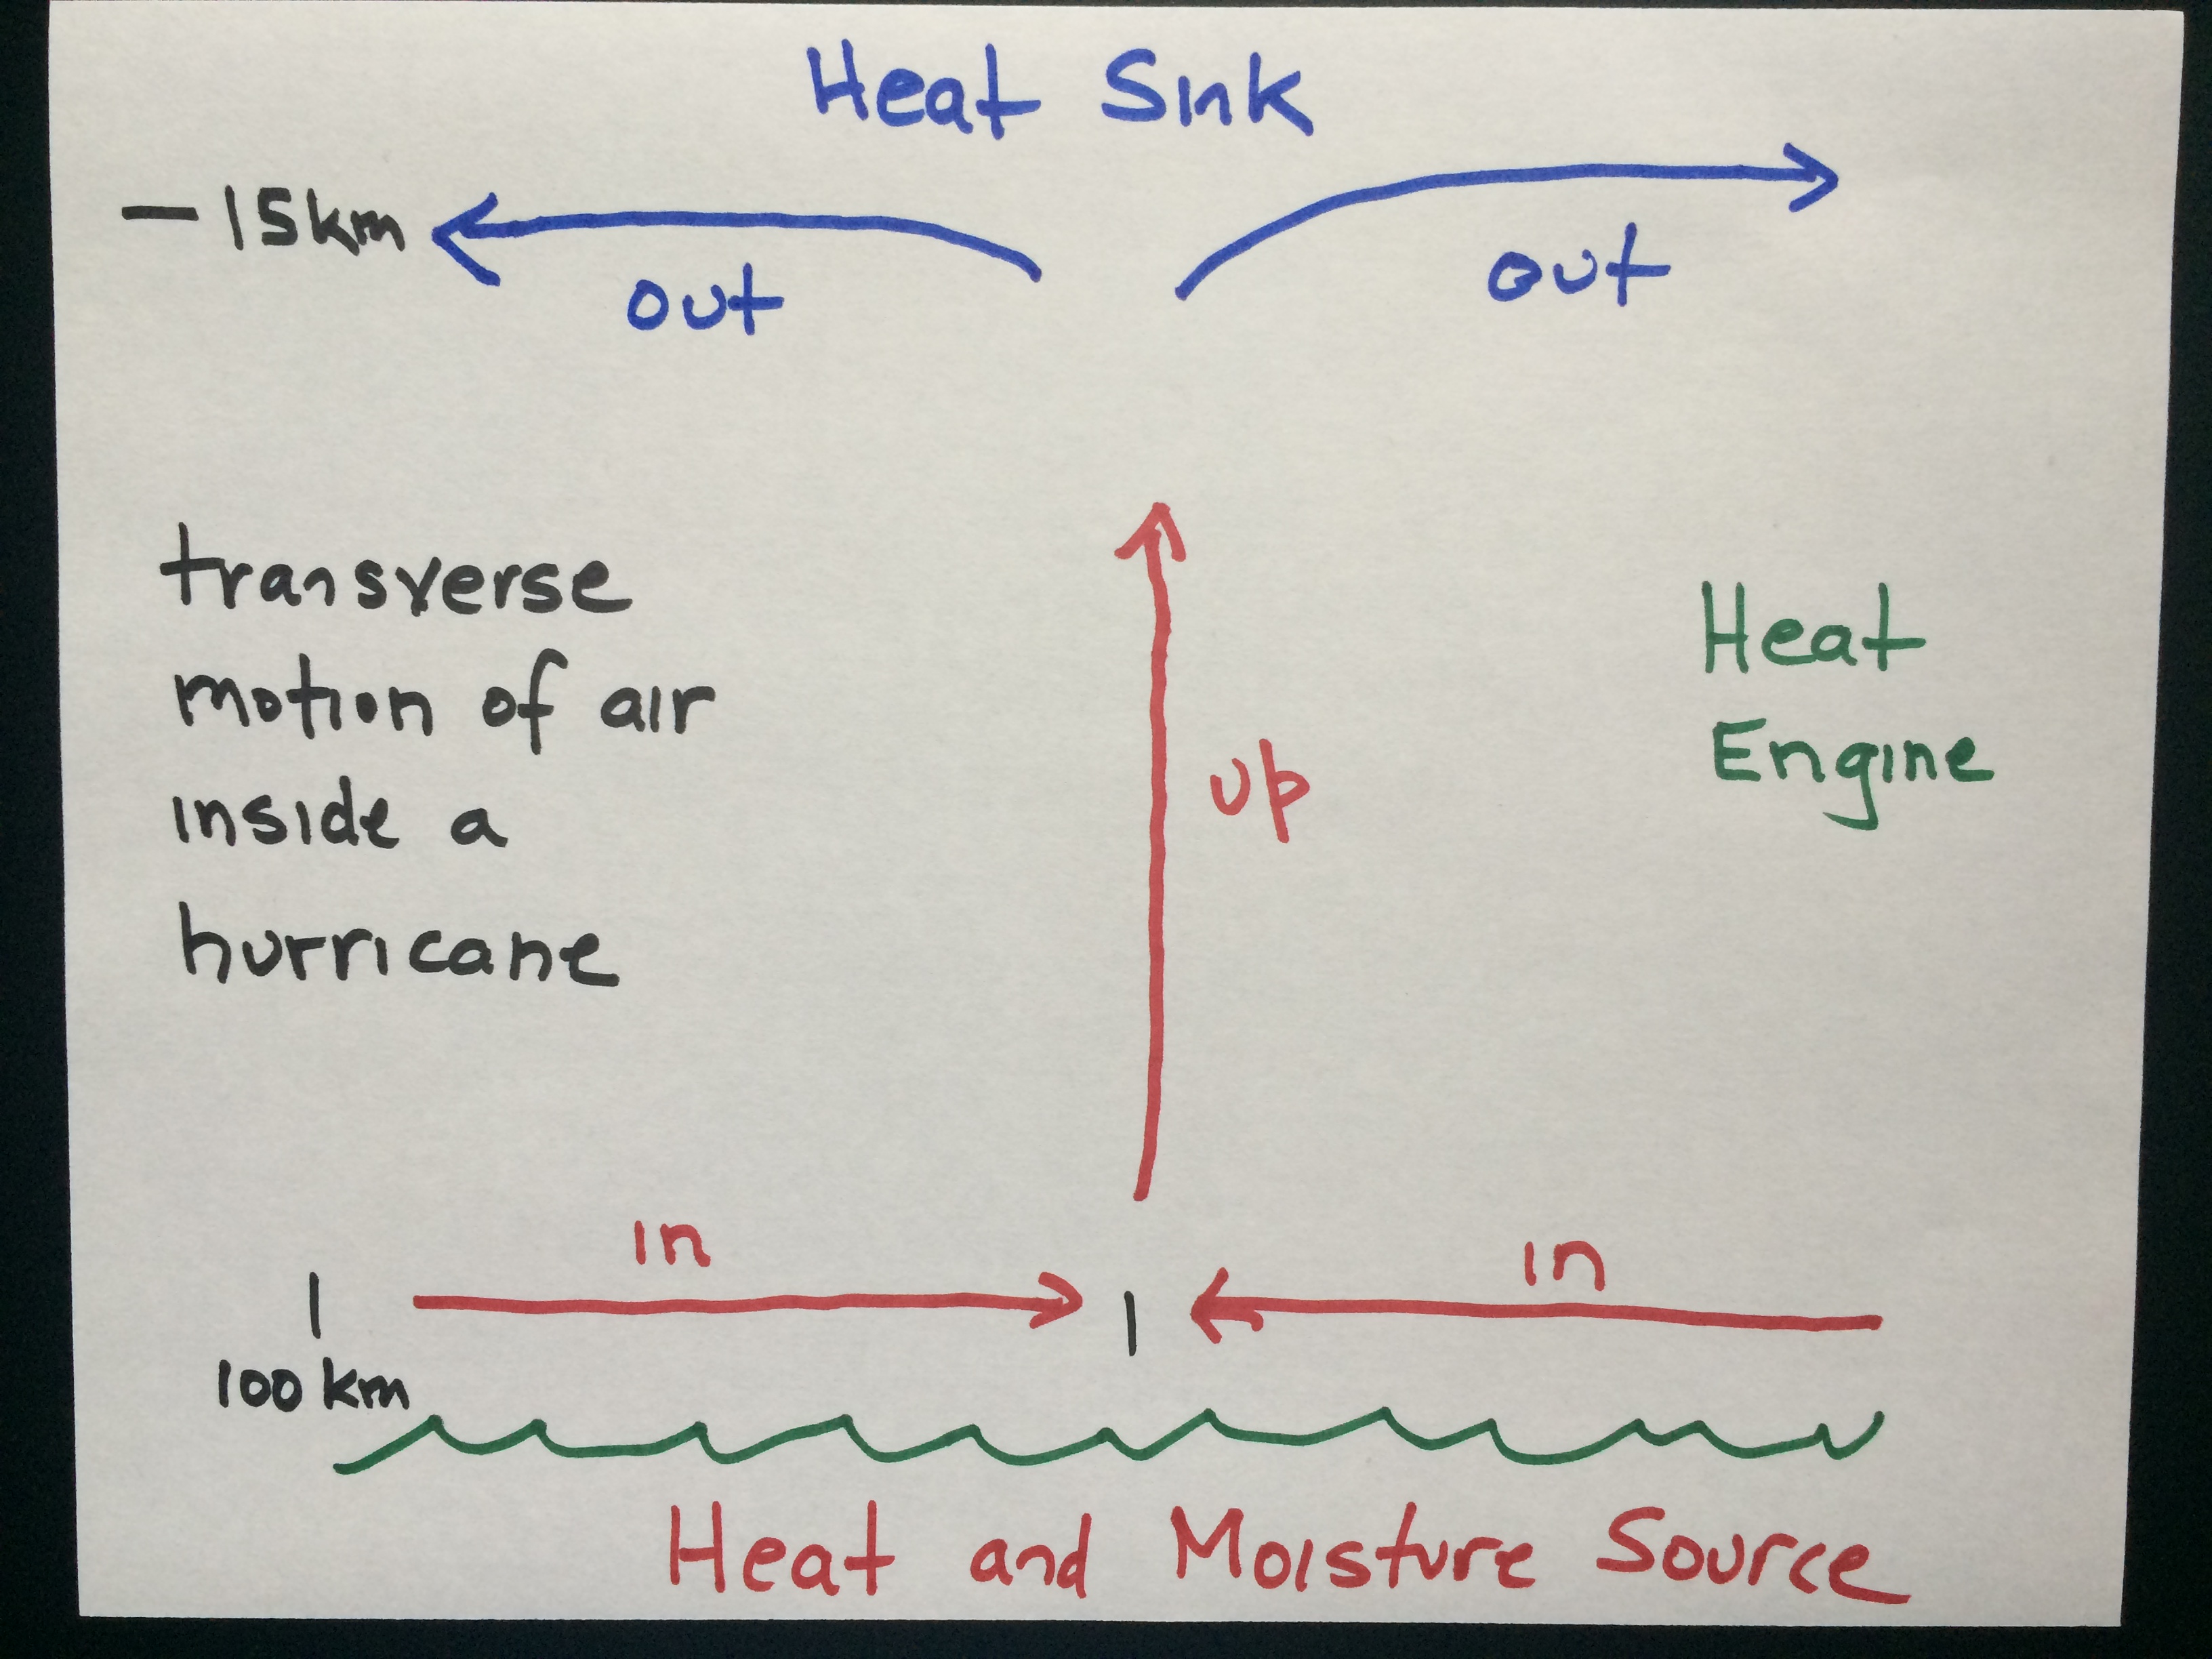 Heat Sink
— 15km
out
out
transverse
motion of air
inside a
hurricane
up
Heat
Engine
in
in
100 km
Heat and Moisture Source